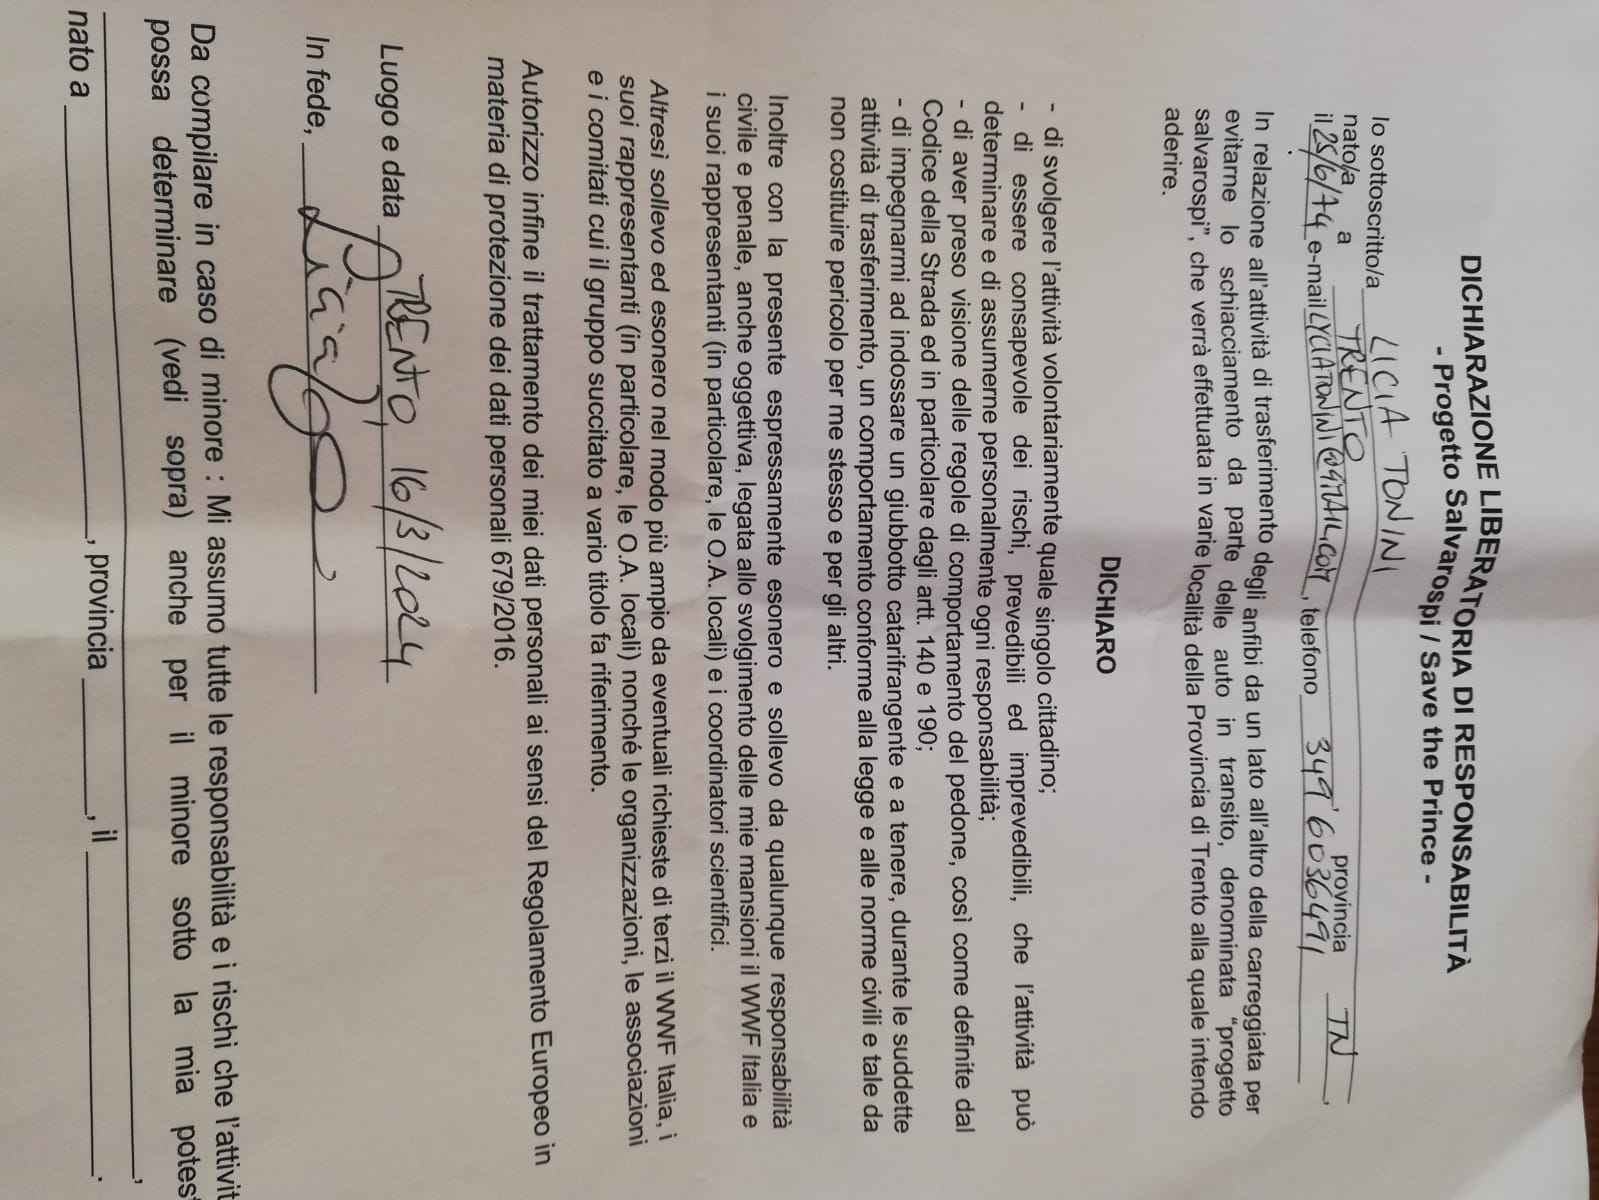 DICHIARAZIONE LIBERATORIA DI RESPONSABILITÀ
- Progetto Salvarospi / Save the Prince -
Io sottoscritto/a LICIA TONINI
nato/a a TRENTO provincia TN,
il 25/6/74 e-mail LYCIATONINI@GMAIL.COM, telefono 349'6036491
In relazione all'attività di trasferimento degli anfibi da un lato all'altro della carreggiata per
evitarne lo schiacciamento da parte delle auto in transito, denominata "progetto
salvarospi", che verrà effettuata in varie località della Provincia di Trento alla quale intendo
aderire.
DICHIARO
- di svolgere l'attività volontariamente quale singolo cittadino;
- di essere consapevole dei rischi, prevedibili ed imprevedibili, che l'attività può
determinare e di assumerne personalmente ogni responsabilità;
- di aver preso visione delle regole di comportamento del pedone, così come definite dal
Codice della Strada ed in particolare dagli artt. 140 e 190;
- di impegnarmi ad indossare un giubbotto catarifrangente e a tenere, durante le suddette
attività di trasferimento, un comportamento conforme alla legge e alle norme civili e tale da
non costituire pericolo per me stesso e per gli altri.
Inoltre con la presente espressamente esonero e sollevo da qualunque responsabilità
civile e penale, anche oggettiva, legata allo svolgimento delle mie mansioni il WWF Italia e
i suoi rappresentanti (in particolare, le O.A. locali) e i coordinatori scientifici.
Altresì sollevo ed esonero nel modo più ampio da eventuali richieste di terzi il WWF Italia, i
suoi rappresentanti (in particolare, le O.A. locali) nonché le organizzazioni, le associazioni
e i comitati cui il gruppo succitato a vario titolo fa riferimento.
Autorizzo infine il trattamento dei miei dati personali ai sensi del Regolamento Europeo in
materia di protezione dei dati personali 679/2016.
Luogo e data TRENTO, 16/3/2024
In fede, Licia
Da compilare in caso di minore : Mi assumo tutte le responsabilità e i rischi che l'attivit
possa determinare (vedi sopra) anche per il minore sotto la mia potest
,
nato a , provincia , il .